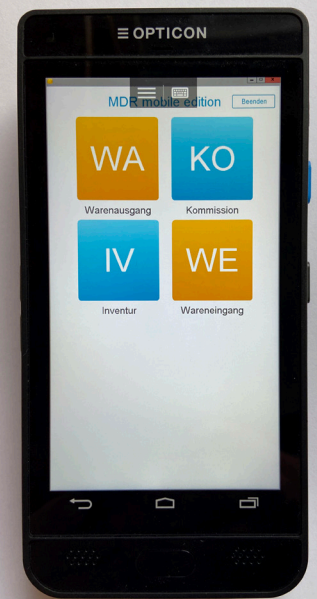 OPTICON
MDR mobile edition
Beenden
WA
KO
Warenausgang
Kommission
IV
WE
Inventur
Wareneingang